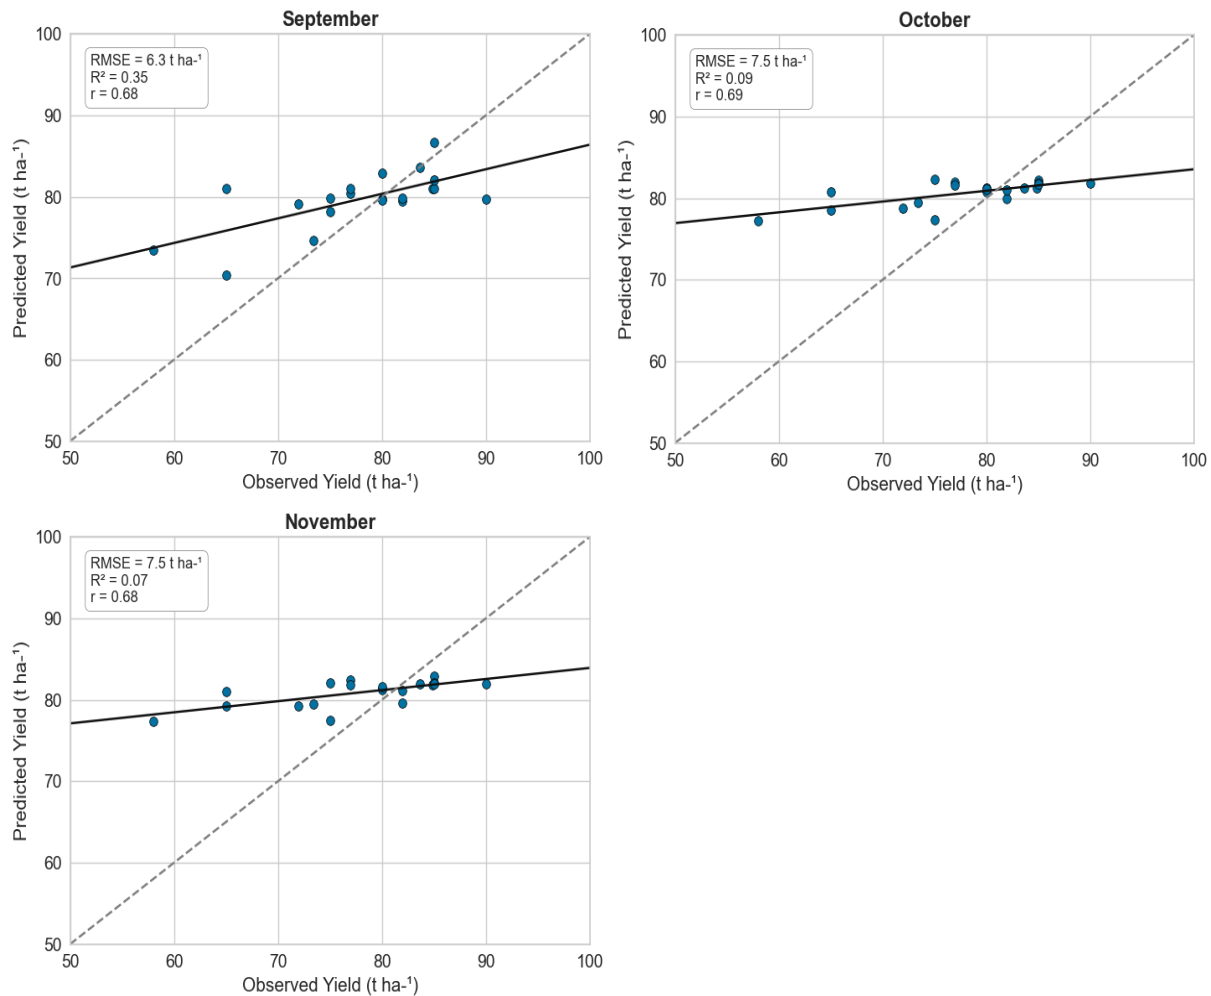 September
RMSE = 6.3 t ha-¹
R² = 0.35
r = 0.68
100
90
80
70
60
50
Predicted Yield (t ha-¹)
50 60 70 80 90 100
Observed Yield (t ha-¹)
October
RMSE = 7.5 t ha-¹
R² = 0.09
r = 0.69
100
90
80
70
60
50
Predicted Yield (t ha-¹)
50 60 70 80 90 100
Observed Yield (t ha-¹)
November
RMSE = 7.5 t ha-¹
R² = 0.07
r = 0.68
100
90
80
70
60
50
Predicted Yield (t ha-¹)
50 60 70 80 90 100
Observed Yield (t ha-¹)